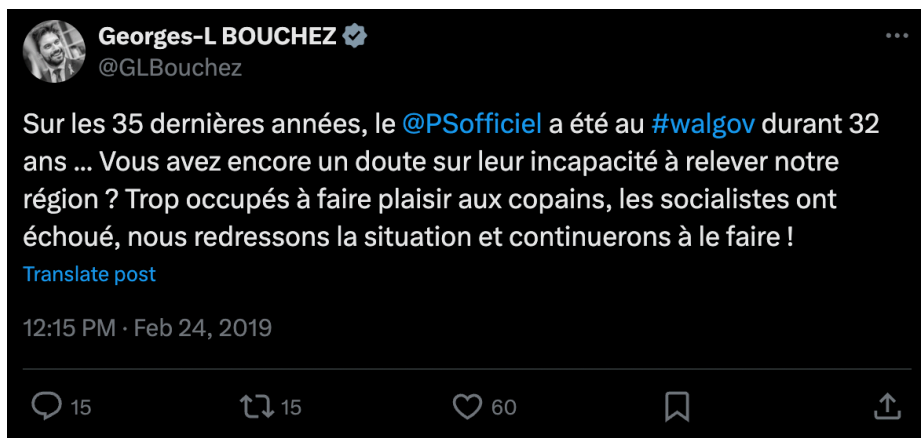 Georges-L BOUCHEZ
@GLBouchez
Sur les 35 dernières années, le @PSofficiel a été au #walgov durant 32
ans ... Vous avez encore un doute sur leur incapacité à relever notre
région ? Trop occupés à faire plaisir aux copains, les socialistes ont
échoué, nous redressons la situation et continuerons à le faire !
Translate post
12:15 PM · Feb 24, 2019
15 15 60